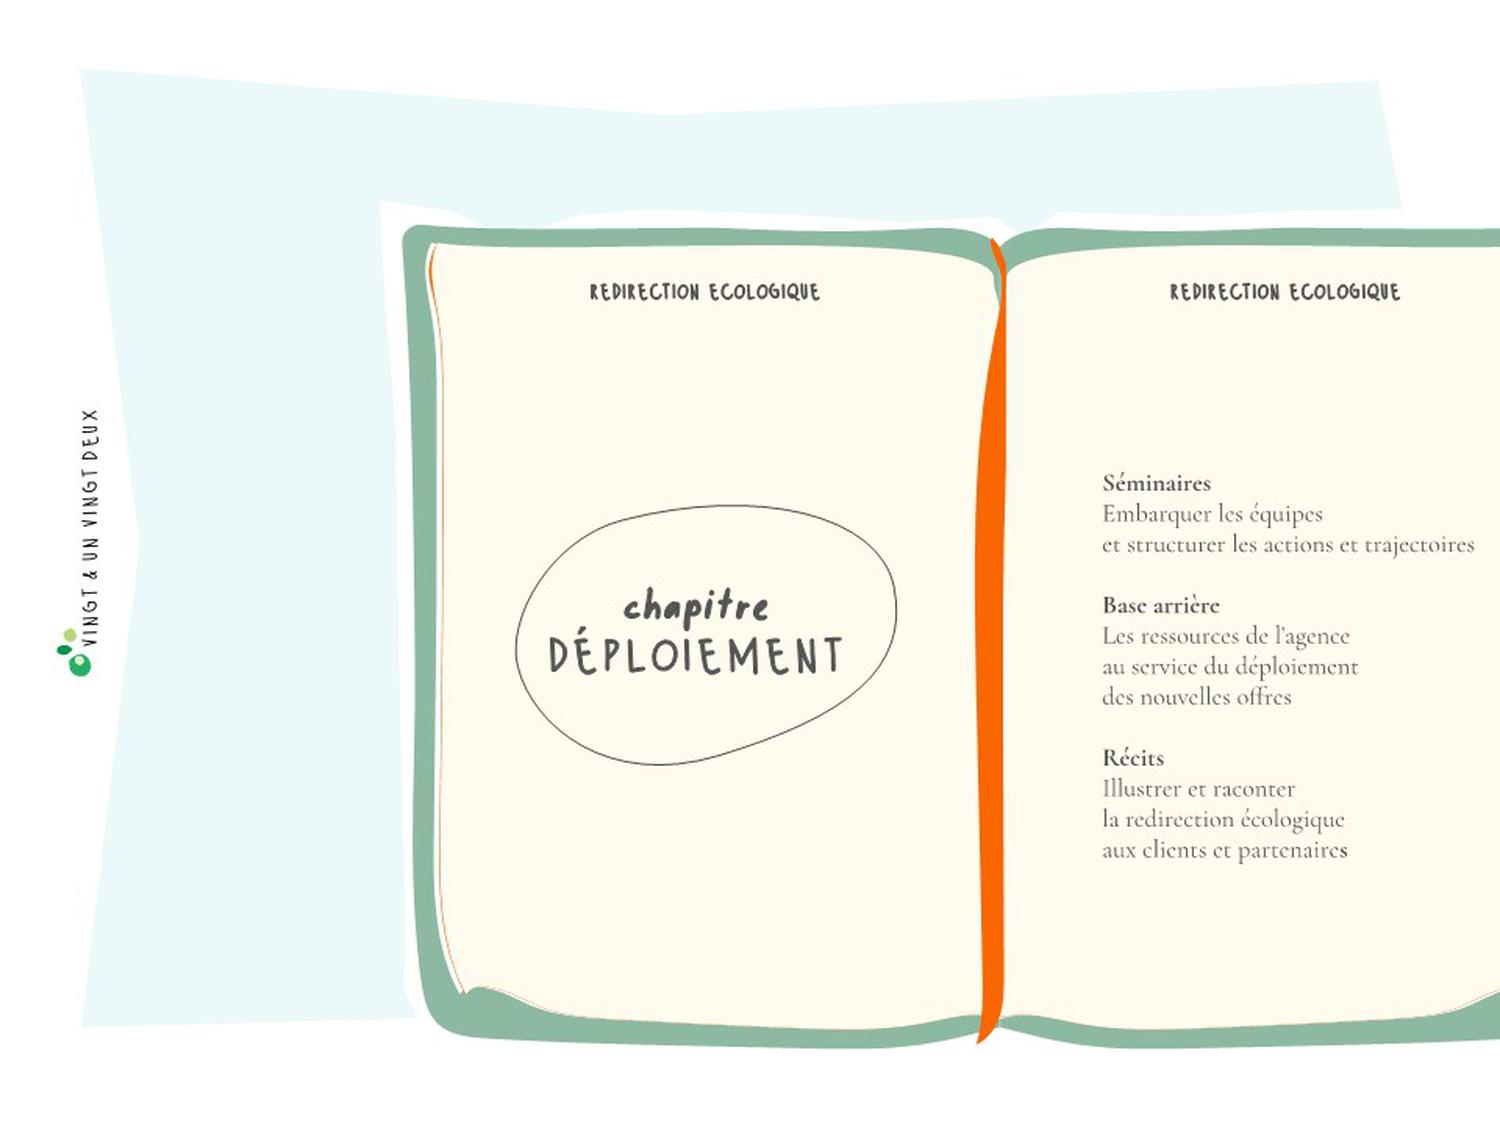 VINGT & UN VINGT DEUX
REDIRECTION ECOLOGIQUE
chapitre
DÉPLOIEMENT
REDIRECTION ECOLOGIQUE
Séminaires
Embarquer les équipes
et structurer les actions et trajectoires
Base arrière
Les ressources de l'agence
au service du déploiement
des nouvelles offres
Récits
Illustrer et raconter
la redirection écologique
aux clients et partenaires